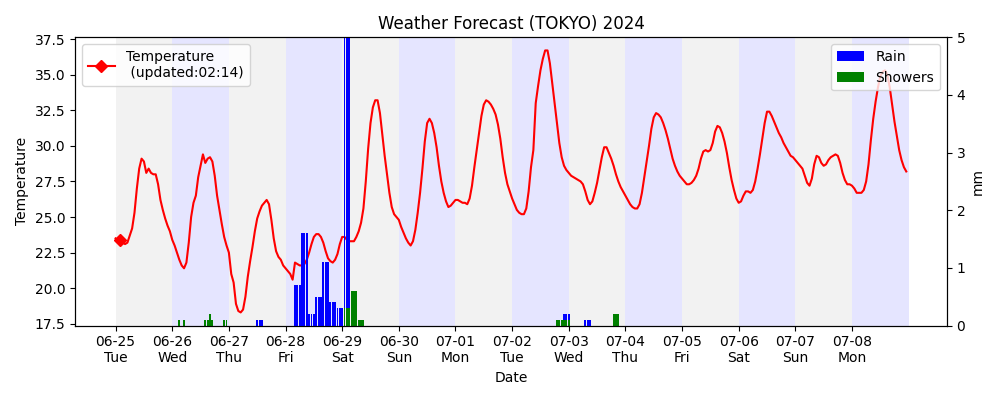 Weather Forecast (TOKYO) 2024
Temperature
(updated:02:14)
Rain
Showers
37.5
35.0
32.5
30.0
27.5
25.0
22.5
20.0
17.5
Temperature
5
4
3
2
1
0
mm
06-25 06-26 06-27 06-28 06-29 06-30 07-01 07-02 07-03 07-04 07-05 07-06 07-07 07-08
Tue Wed Thu Fri Sat Sun Mon Tue Wed Thu Fri Sat Sun Mon
Date